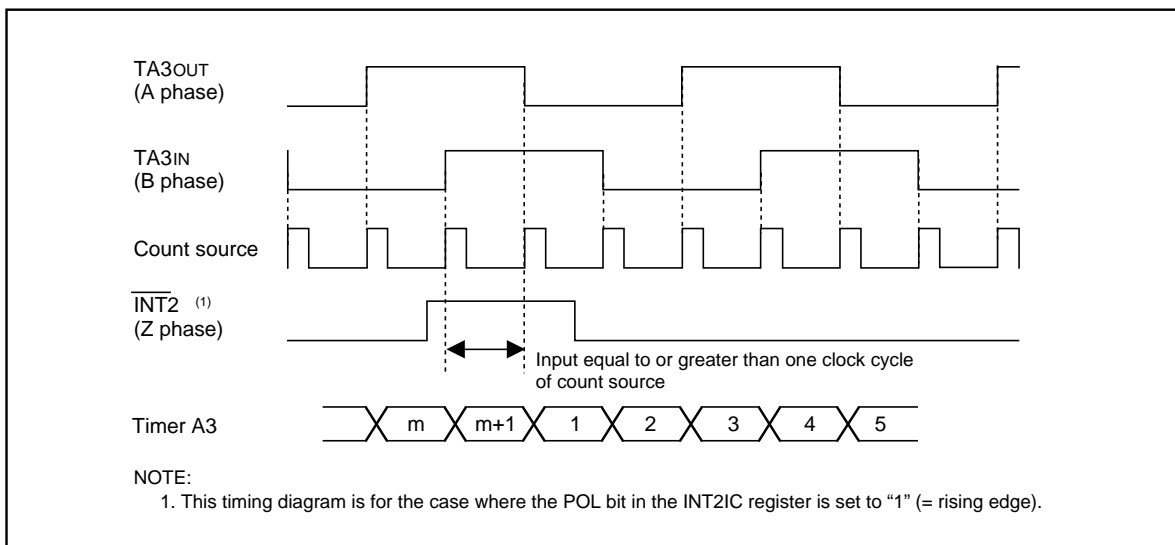 TA3OUT
(A phase)
TA3IN
(B phase)
Count source
INT2 (1)
(Z phase)
Input equal to or greater than one clock cycle
of count source
Timer A3 m m+1 1 2 3 4 5
NOTE:
1. This timing diagram is for the case where the POL bit in the INT2IC register is set to “1” (= rising edge).